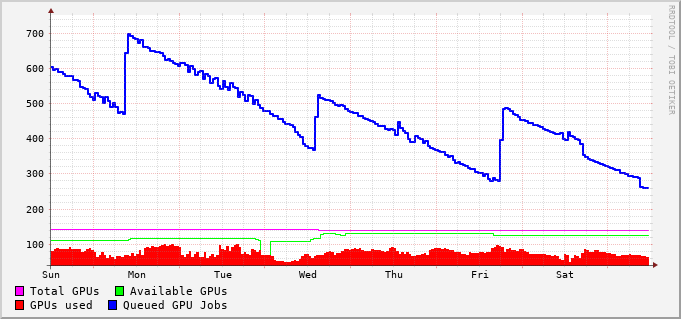 700
600
500
400
300
200
100
Sun Mon Tue Wed Thu Fri Sat
Total GPUs Available GPUs
GPUs used Queued GPU Jobs
RRDTOOL / TOBI OETIKER